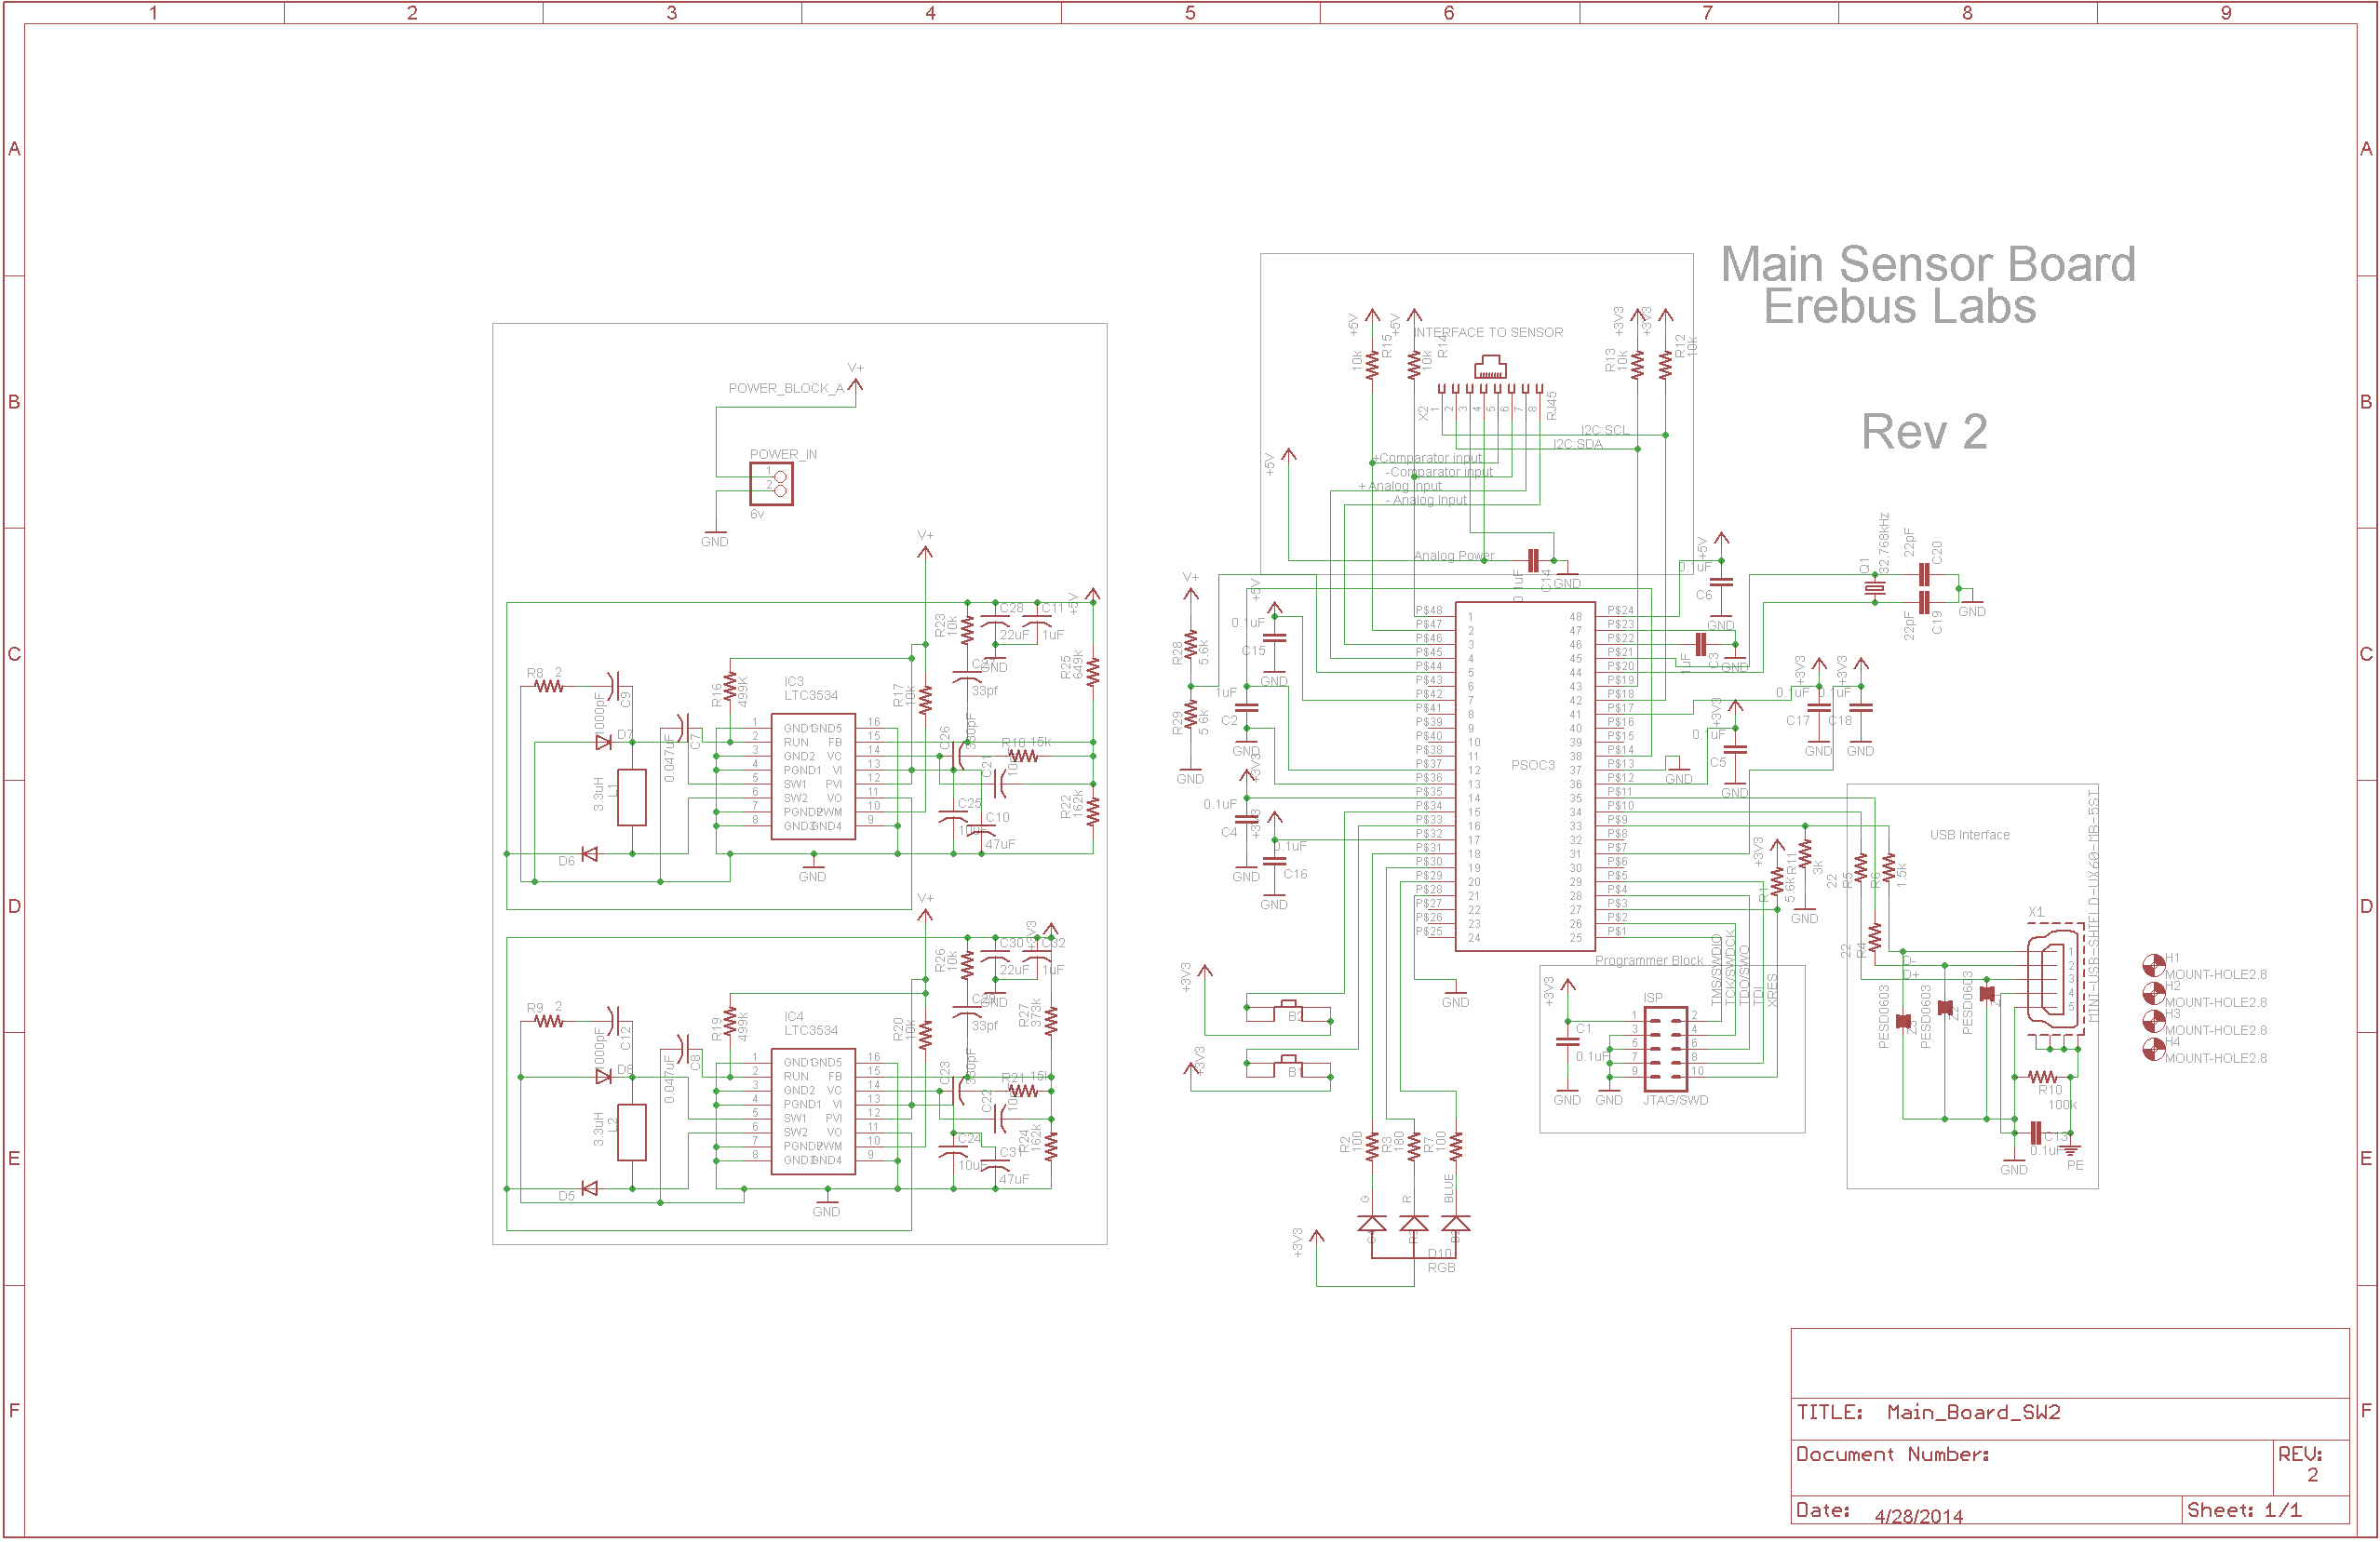 1 2 3 4 5 6 7 8 9
A A
B B
C C
D D
E E
F F
Main Sensor Board
Erebus Labs
Rev 2
V+
POWER_BLOCK_A
POWER_IN
1
2
6v
GND
V+
+5V
R23
10k
C28
22uF
C11
1uF
GND
R25
649k
33pf
R8 2
1000pF
C9
R16
499K
IC3
LTC3534
R17
10k
D7
0.047uF
C7
C26
330pF
R18 15k
C21
3.3uH
L1
1 GND1 GND5 16
2 RUN FB 15
3 GND2 VC 14
4 PGND1 VI 13
5 SW1 PVI 12
6 SW2 VO 11
7 PGND2 PWM 10
8 GND3 GND4 9
C25
10uF
C10
47uF
R22
162k
D6
GND
V+
+3V3
R26
10k
C30
22uF
C32
1uF
GND
R27
373k
C29
33pf
R9 2
1000pF
C12
R19
499k
IC4
LTC3534
R20
10k
D8
0.047uF
C8
C23
330pF
R21 15k
C22
3.3uH
L2
1 GND1 GND5 16
2 RUN FB 15
3 GND2 VC 14
4 PGND1 VI 13
5 SW1 PVI 12
6 SW2 VO 11
7 PGND2 PWM 10
8 GND3 GND4 9
C24
10uF
C31
47uF
R24
162k
D5
GND
+5V
R15
10k
+5V
R14
10k
INTERFACE TO SENSOR
+3V3
R13
10k
+3V3
R12
10k
X2
1 2 3 4 5 6 7 8
RJ45
I2C:SCL
I2C:SDA
+Comparator input
-Comparator input
+Analog Input
- Analog Input
+5V
Analog Power
0.1uF
C14
GND
V+
R28
5.6k
R29
5.6k
GND
+5V
0.1uF
C15
GND
1uF
C2
GND
+3V3
0.1uF
C4
GND
+3V3
0.1uF
C16
GND
PSOC3
P$48 1 48 P$24
P$47 2 47 P$23
P$46 3 46 P$22
P$45 4 45 P$21
P$44 5 44 P$20
P$43 6 43 P$19
P$42 7 42 P$18
P$41 8 41 P$17
P$39 9 40 P$16
P$40 10 39 P$15
P$38 11 38 P$14
P$37 12 37 P$13
P$36 13 36 P$12
P$35 14 35 P$11
P$34 15 34 P$10
P$33 16 33 P$9
P$32 17 32 P$8
P$31 18 31 P$7
P$30 19 30 P$6
P$29 20 29 P$5
P$28 21 28 P$4
P$27 22 27 P$3
P$26 23 26 P$2
P$25 24 25 P$1
GND
+5V
0.1uF
C6
GND
1uF
C3
GND
Q1
32.768kHz
22pF
C20
22pF
C19
GND
+3V3
0.1uF
C17
GND
+3V3
0.1uF
C18
GND
+3V3
0.1uF
C5
GND
GND
+3V3
R1
5.6k
R11
3k
GND
USB Interface
22
R5
R6
1.5k
22
R4
X1
MINI-USB-SHIELD-UX60-MB-5ST
1
2
3
4
5
D-
D+
PESD0603
PESD0603
PESD0603
R10
100k
C13
0.1uF
GND
PE
H1
MOUNT-HOLE2.8
H2
MOUNT-HOLE2.8
H3
MOUNT-HOLE2.8
H4
MOUNT-HOLE2.8
Programmer Block
TMS/SWDIO
TCK/SWDCK
TDO/SWO
TDI
XRES
+3V3
C1
0.1uF
GND
GND
ISP
1 2
3 4
5 6
7 8
9 10
JTAG/SWD
+3V3
B2
+3V3
B1
R2
100
R3
180
R7
100
G
R
BLUE
+3V3
D10
RGB
TITLE: Main_Board_SW2
Document Number:
REV:
2
Date: 4/28/2014
Sheet: 1/1